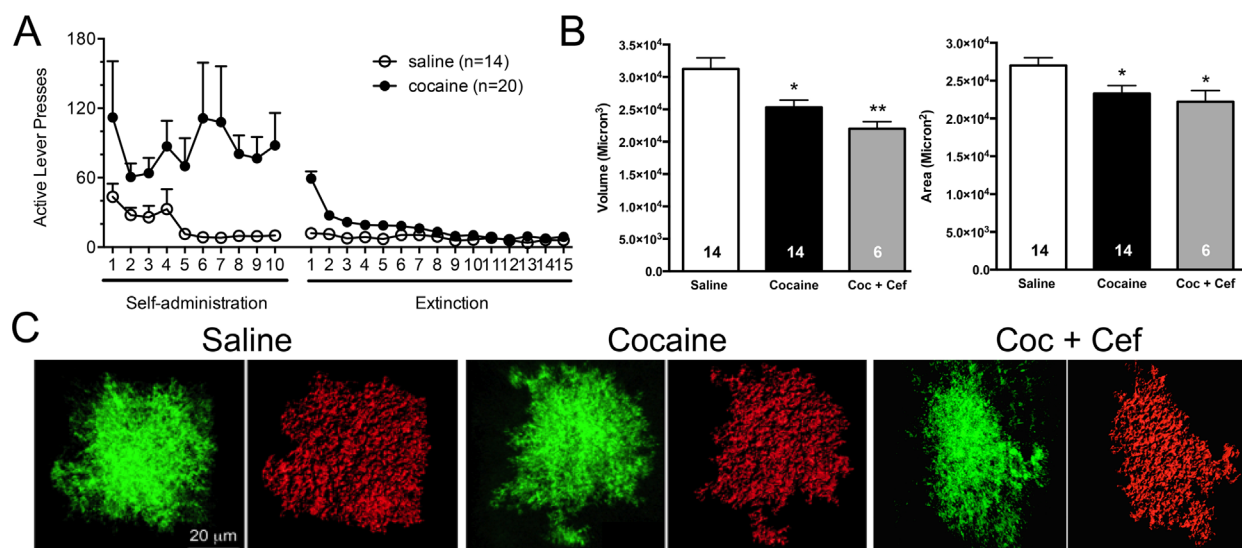 A
180
120
60
0
Active Lever Presses
saline (n=14)
cocaine (n=20)
1 2 3 4 5 6 7 8 9 10
1 2 3 4 5 6 7 8 9 10 11 12 13 14 15
Self-administration
Extinction
B
3.5×10⁴
3.0×10⁴
2.5×10⁴
2.0×10⁴
1.5×10⁴
1.0×10⁴
5.0×10³
0.0
Volume (Micron³)
*
**
14
14
6
Saline
Cocaine
Coc + Cef
3.0×10⁴
2.5×10⁴
2.0×10⁴
1.5×10⁴
1.0×10⁴
5.0×10³
0.0
Area (Micron²)
*
*
14
14
6
Saline
Cocaine
Coc + Cef
C
Saline
Cocaine
Coc + Cef
20 µm